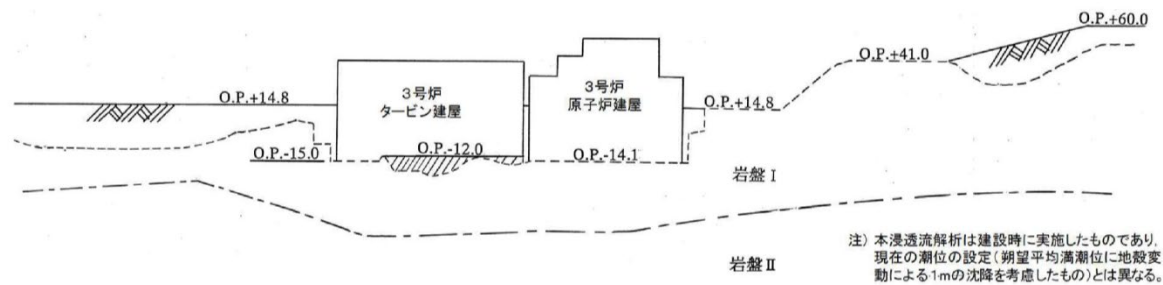 O.P.+60.0
O.P.+41.0
O.P.+14.8
3号炉
タービン建屋
3号炉
原子炉建屋
O.P.+14.8
O.P.-15.0
O.P.-12.0
O.P.-14.1
岩盤Ⅰ
岩盤Ⅱ
注) 本浸透流解析は建設時に実施したものであり,
現在の潮位の設定(朔望平均満潮位に地殻変
動による1mの沈降を考慮したもの)とは異なる。